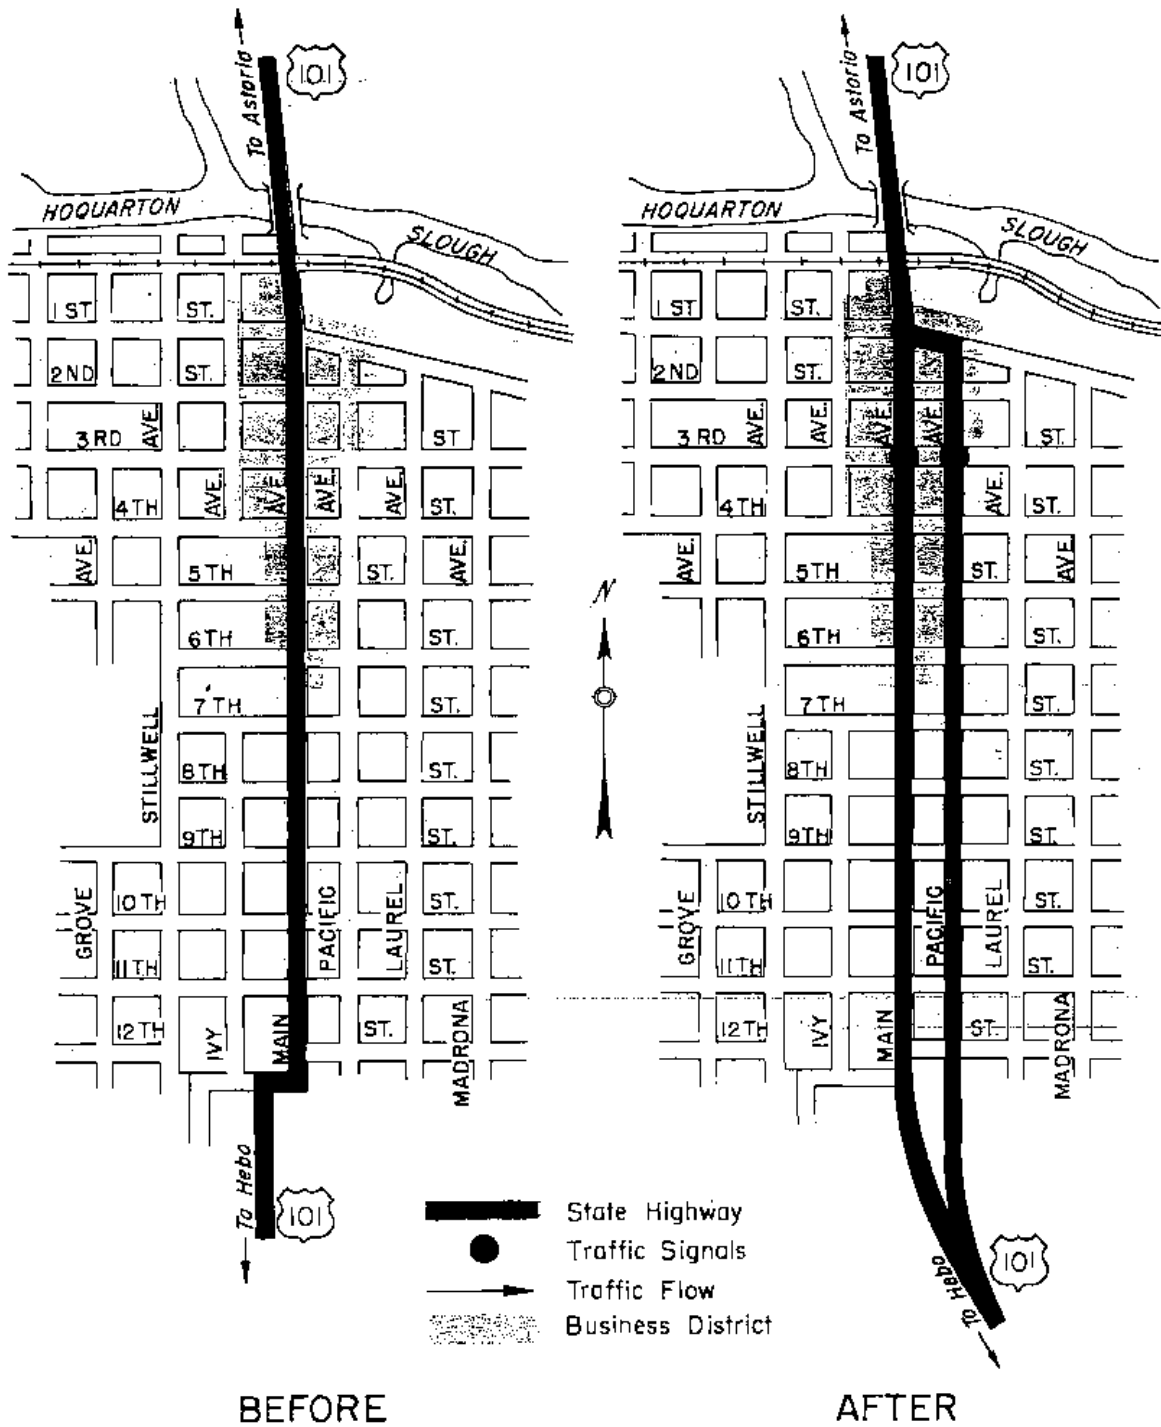 To Astoria
101
HOQUARTON
SLOUGH
1 ST
ST.
2ND
ST.
3 RD
AVE.
ST
4TH
AVE.
AVE.
AVE.
AVE.
ST.
AVE.
5TH
ST.
AVE.
6TH
ST.
7TH
ST.
STILLWELL
8TH
ST.
9TH
ST.
GROVE
10TH
PACIFIC
LAUREL
ST.
11TH
ST.
12TH
IVY
MAIN
ST.
MADRONA
To Hebo
101
BEFORE
To Astoria
101
HOQUARTON
SLOUGH
1 ST
ST.
2ND
ST.
3 RD
AVE.
AVE.
AVE.
AVE.
ST.
4TH
AVE.
ST.
AVE.
5TH
ST.
AVE.
6TH
ST.
7TH
ST.
STILLWELL
8TH
ST.
9TH
ST.
GROVE
10TH
PACIFIC
LAUREL
ST.
11TH
ST.
12TH
IVY
MAIN
ST.
MADRONA
To Hebo
101
AFTER
N
State Highway
Traffic Signals
Traffic Flow
Business District